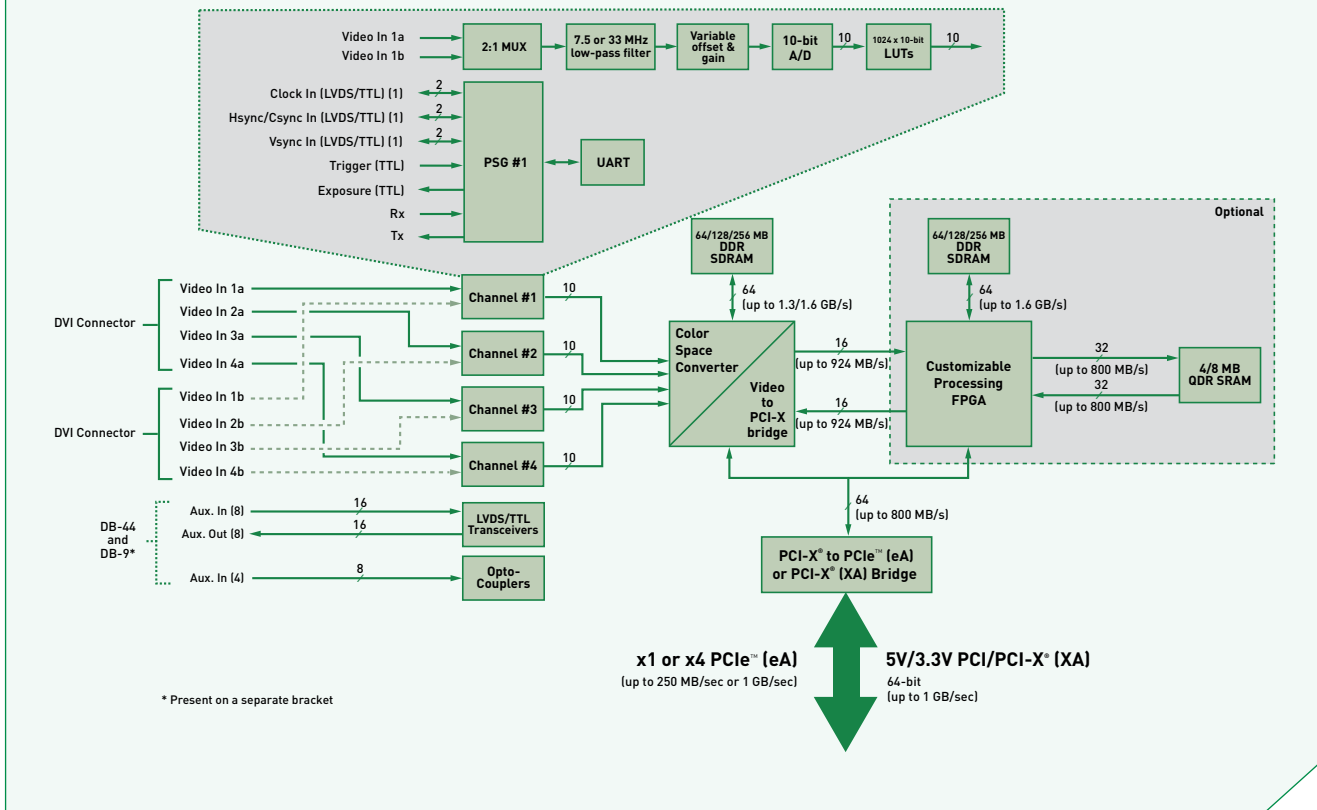 Video In 1a
Video In 1b
2:1 MUX
7.5 or 33 MHz
low-pass filter
Variable
offset &
gain
10-bit
A/D
10
1024 x 10-bit
LUTs
10
Clock In (LVDS/TTL) (1)
2
Hsync/Csync In (LVDS/TTL) (1)
2
Vsync In (LVDS/TTL) (1)
2
Trigger (TTL)
Exposure (TTL)
Rx
Tx
PSG #1
UART
Optional
64/128/256 MB
DDR
SDRAM
64
(up to 1.3/1.6 GB/s)
64/128/256 MB
DDR
SDRAM
64
(up to 1.6 GB/s)
DVI Connector
Video In 1a
Video In 2a
Video In 3a
Video In 4a
DVI Connector
Video In 1b
Video In 2b
Video In 3b
Video In 4b
Channel #1
10
Channel #2
10
Channel #3
10
Channel #4
10
Color
Space
Converter
Video
to
PCI-X
bridge
16
(up to 924 MB/s)
16
(up to 924 MB/s)
Customizable
Processing
FPGA
32
(up to 800 MB/s)
32
(up to 800 MB/s)
4/8 MB
QDR SRAM
DB-44
and
DB-9*
Aux. In (8)
16
Aux. Out (8)
16
LVDS/TTL
Transceivers
Aux. In (4)
8
Opto-
Couplers
64
(up to 800 MB/s)
PCI-X® to PCIe™ (eA)
or PCI-X® (XA) Bridge
x1 or x4 PCIe™ (eA)
(up to 250 MB/sec or 1 GB/sec)
5V/3.3V PCI/PCI-X® (XA)
64-bit
(up to 1 GB/sec)
* Present on a separate bracket